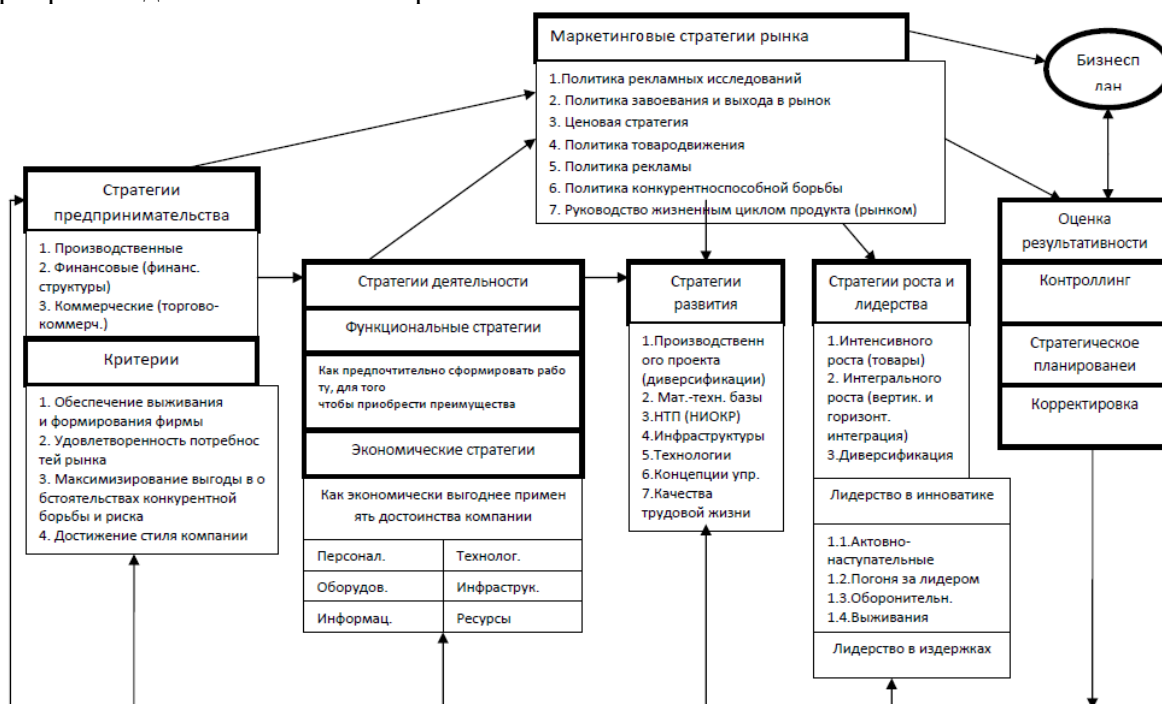 Маркетинговые стратегии рынка
1.Политика рекламных исследований
2. Политика завоевания и выхода в рынок
3. Ценовая стратегия
4. Политика товародвижения
5. Политика рекламы
6. Политика конкурентноспособной борьбы
7. Руководство жизненным циклом продукта (рынком)
Бизнесп
лан
Стратегии
предпринимательства
1. Производственные
2. Финансовые (финанс.
структуры)
3. Коммерческие (торгово-
коммерч.)
Критерии
1. Обеспечение выживания
и формирования фирмы
2. Удовлетворенность потребнос
тей рынка
3. Максимизирование выгоды в о
бстоятельствах конкурентной
борьбы и риска
4. Достижение стиля компании
Стратегии деятельности
Функциональные стратегии
Как предпочтительно сформировать рабо
ту, для того
чтобы приобрести преимущества
Экономические стратегии
Как экономически выгоднее примен
ять достоинства компании
Персонал.
Технолог.
Оборудов.
Инфраструк.
Информац.
Ресурсы
Стратегии
развития
1.Производственн
ого проекта
(диверсификации)
2. Мат.-техн. базы
3.НТП (НИОКР)
4.Инфраструктуры
5.Технологии
6.Концепции упр.
7.Качества
трудовой жизни
Стратегии роста и
лидерства
1.Интенсивного
роста (товары)
2. Интегрального
роста (вертик. и
горизонт.
интеграция)
3.Диверсификация
Лидерство в инноватике
1.1.Актовно-
наступательные
1.2.Погоня за лидером
1.3.Оборонительн.
1.4.Выживания
Лидерство в издержках
Оценка
результативности
Контроллинг
Стратегическое
планированеи
Корректировка